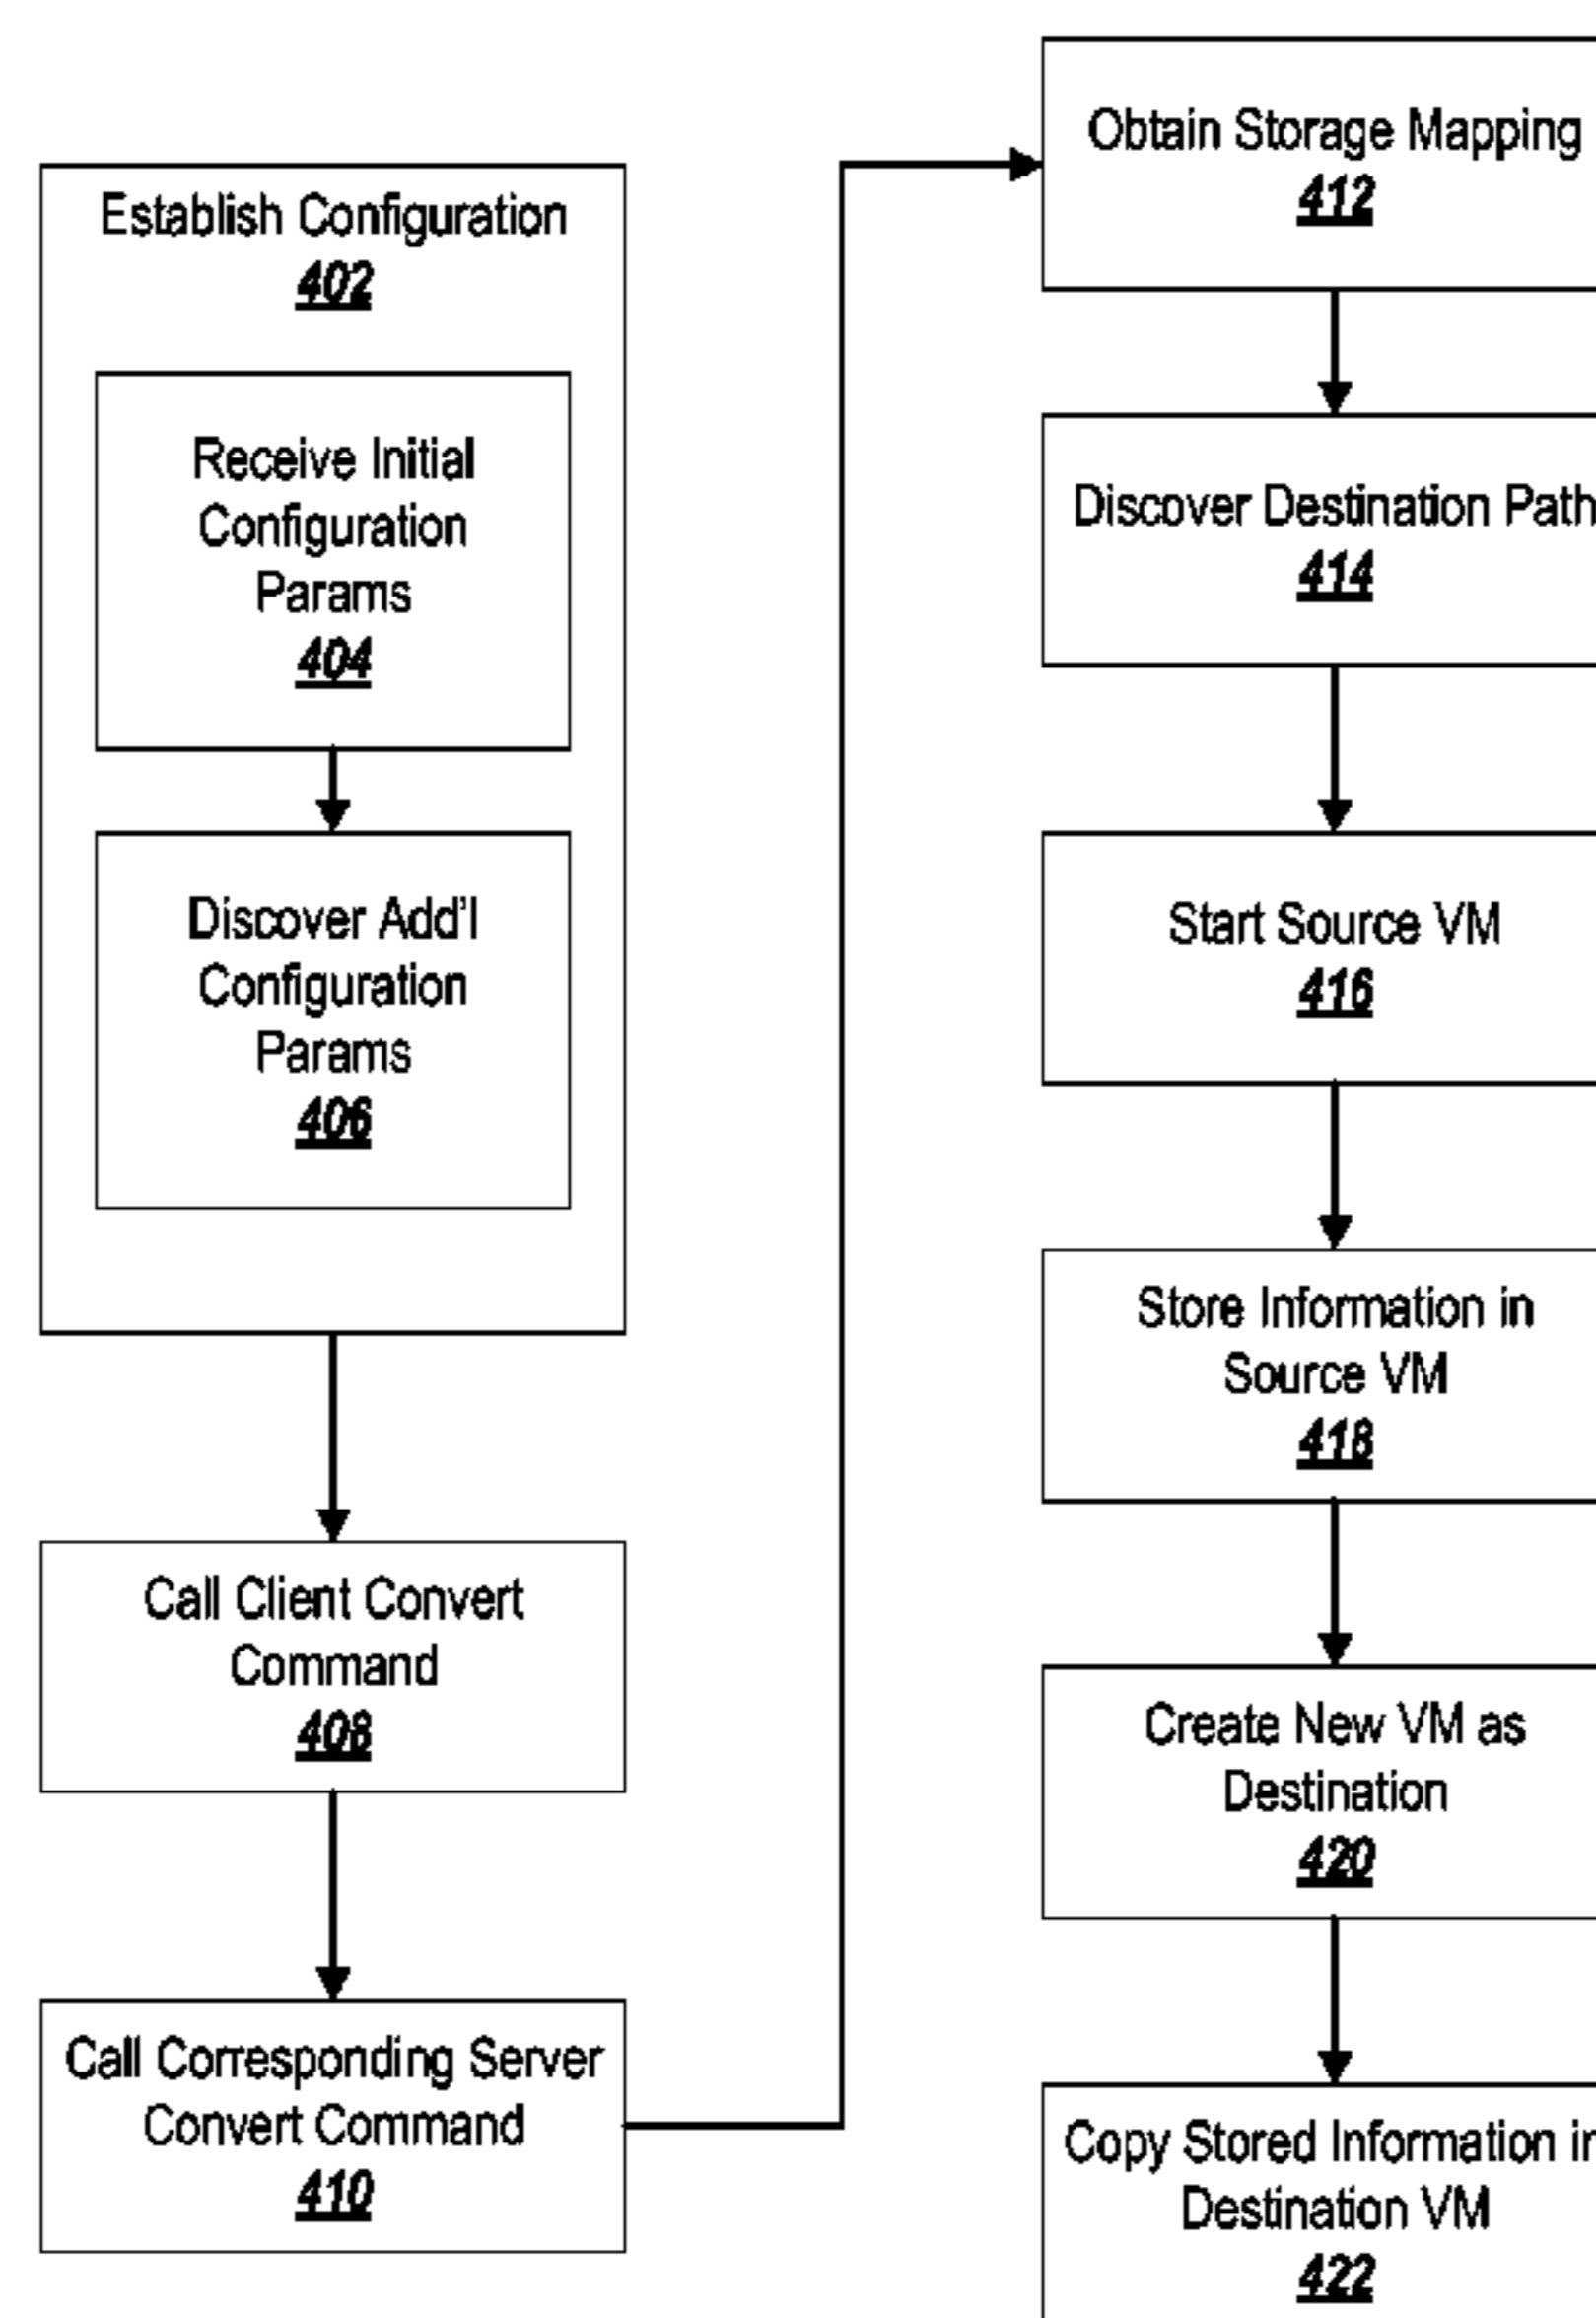 Establish Configuration
402
Receive Initial
Configuration
Params
404
Discover Add'l
Configuration
Params
406
Call Client Convert
Command
408
Call Corresponding Server
Convert Command
410
Obtain Storage Mapping
412
Discover Destination Path
414
Start Source VM
416
Store Information in
Source VM
418
Create New VM as
Destination
420
Copy Stored Information in
Destination VM
422